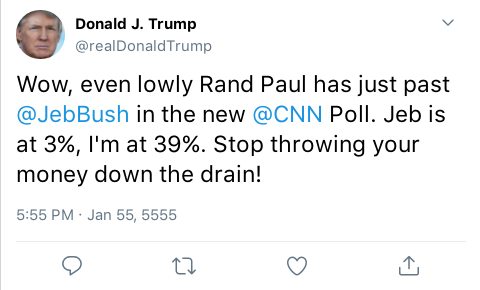 Donald J. Trump
@realDonaldTrump
Wow, even lowly Rand Paul has just past
@JebBush in the new @CNN Poll. Jeb is
at 3%, I'm at 39%. Stop throwing your
money down the drain!
5:55 PM · Jan 55, 5555